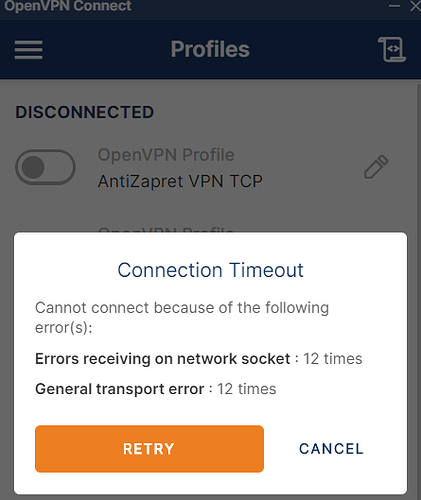 OpenVPN Connect
Profiles
DISCONNECTED
OpenVPN Profile
AntiZapret VPN TCP
OpenVPN Profile
Connection Timeout
Cannot connect because of the following
error(s):
Errors receiving on network socket : 12 times
General transport error : 12 times
RETRY
CANCEL